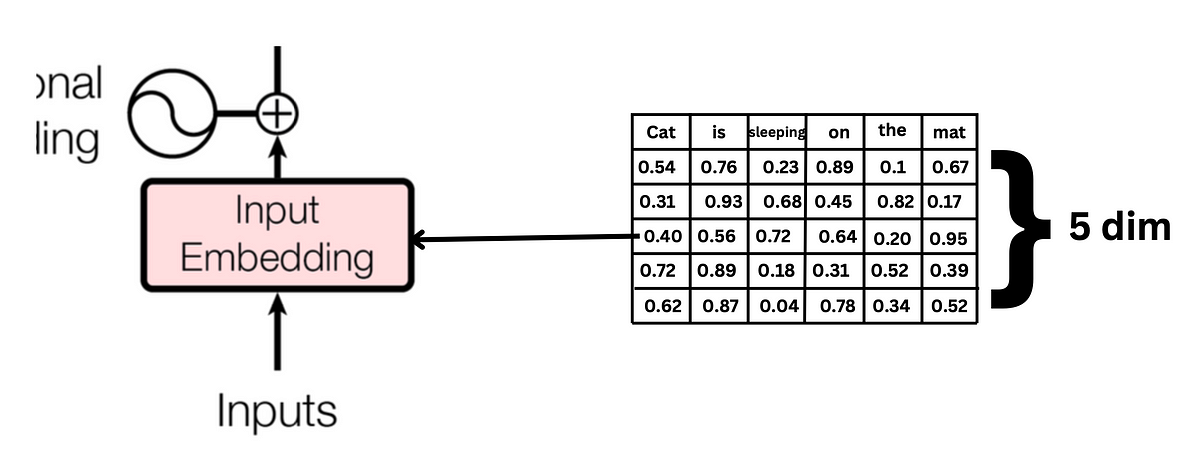 onal
ling
Input
Embedding
Inputs
Cat is sleeping on the mat
0.54 0.76 0.23 0.89 0.1 0.67
0.31 0.93 0.68 0.45 0.82 0.17
0.40 0.56 0.72 0.64 0.20 0.95
0.72 0.89 0.18 0.31 0.52 0.39
0.62 0.87 0.04 0.78 0.34 0.52
} 5 dim